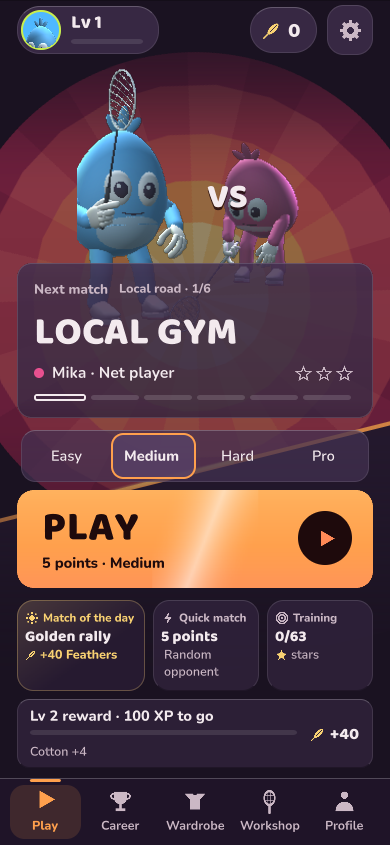 Lv 1
0
VS
Next match Local road · 1/6
LOCAL GYM
Mika · Net player
Easy Medium Hard Pro
PLAY
5 points · Medium
Match of the day
Golden rally
+40 Feathers
Quick match
5 points
Random
opponent
Training
0/63
stars
Lv 2 reward · 100 XP to go
+40
Cotton +4
Play Career Wardrobe Workshop Profile